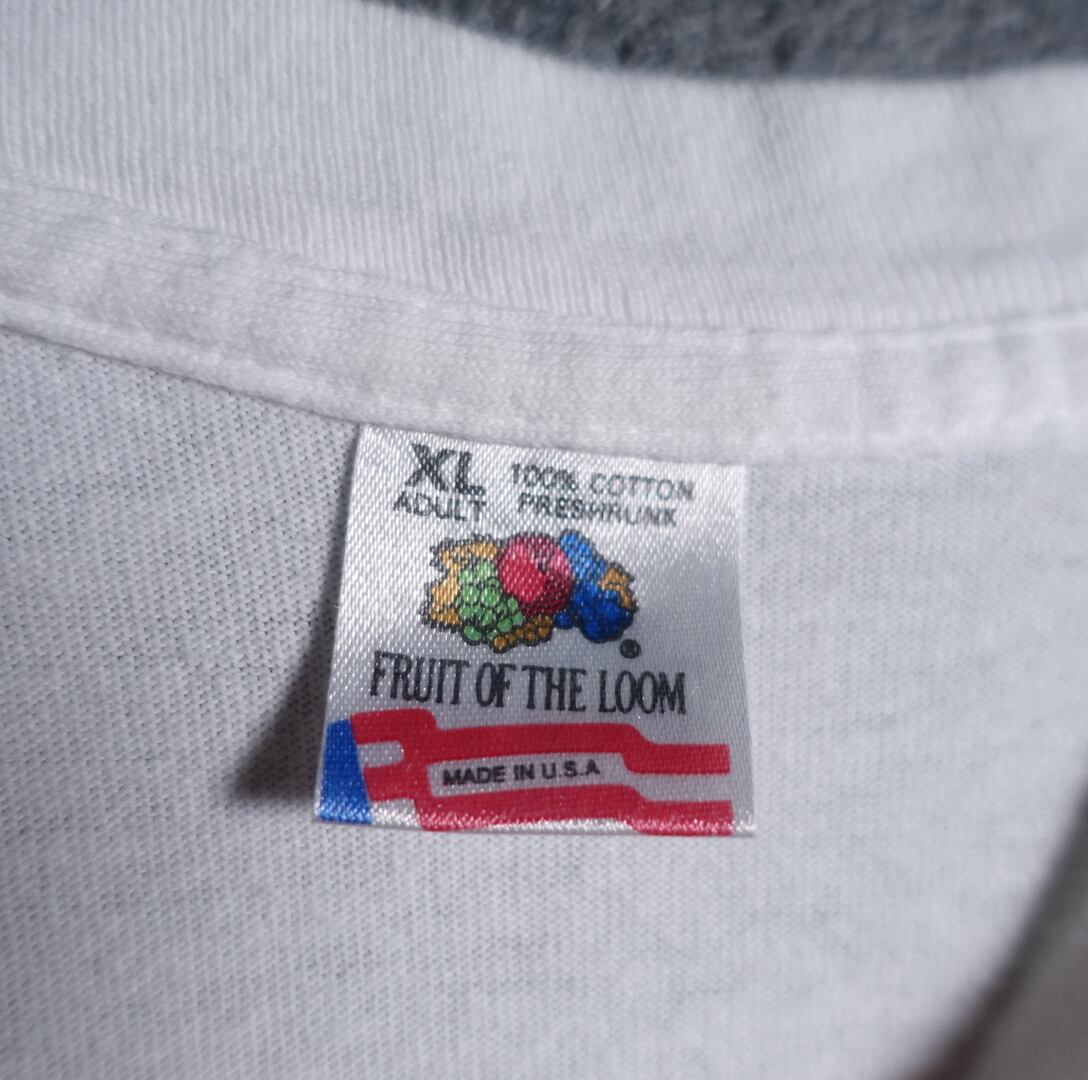 XL 100% COTTON
ADULT PRESHRUNK
®
FRUIT OF THE LOOM
MADE IN U.S.A